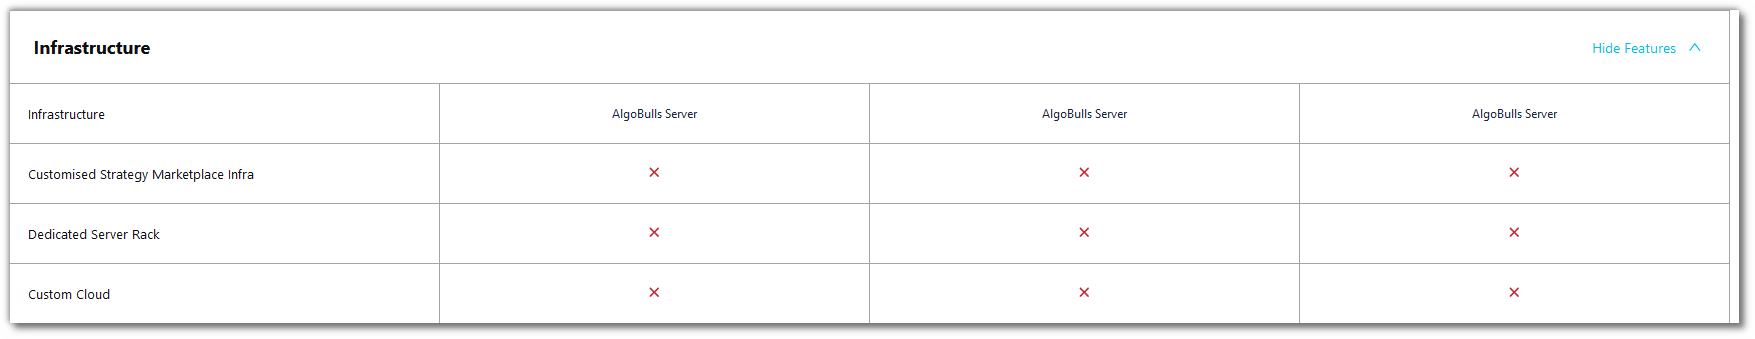 Infrastructure
Hide Features
Infrastructure AlgoBulls Server AlgoBulls Server AlgoBulls Server
Customised Strategy Marketplace Infra
Dedicated Server Rack
Custom Cloud